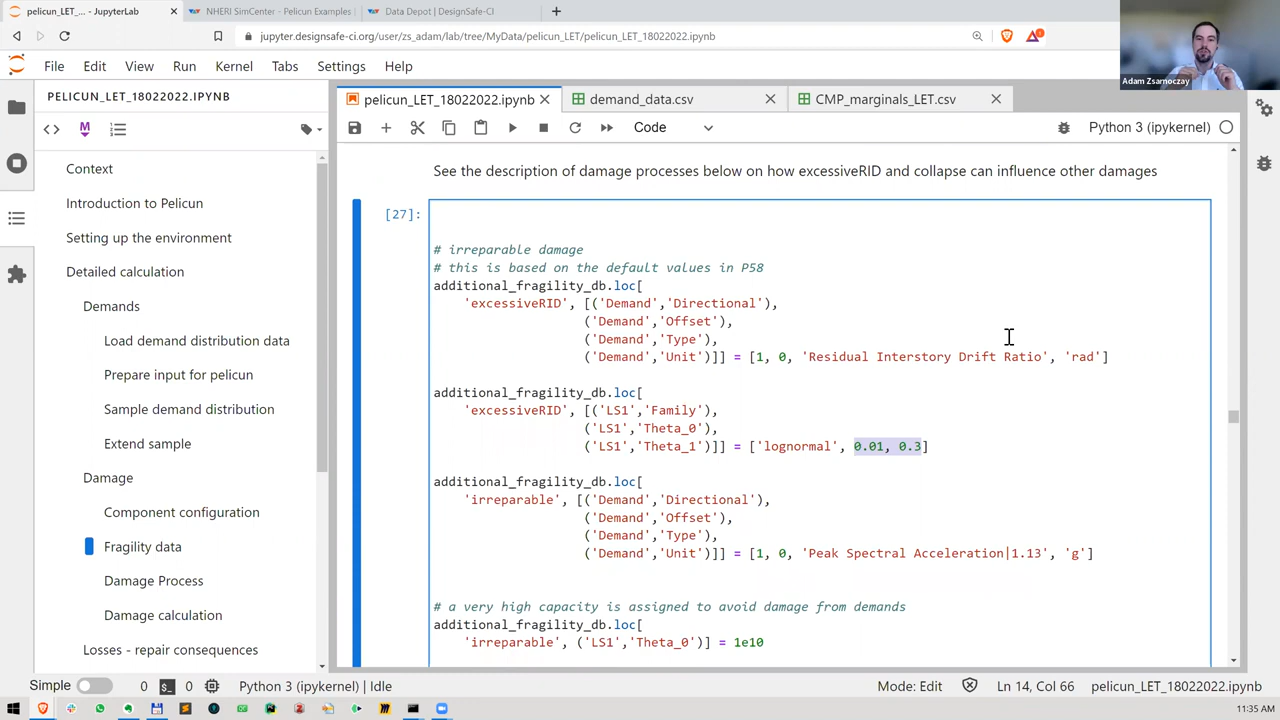 pelicun_LET_... - JupyterLab
NHERI SimCenter - Pelicun Examples
Data Depot | DesignSafe-CI
jupyter.designsafe-ci.org/user/zs_adam/lab/tree/MyData/pelicun_LET/pelicun_LET_18022022.ipynb
Adam Zsarnoczay
File Edit View Run Kernel Tabs Settings Help
PELICUN_LET_18022022.IPYNB
pelicun_LET_18022022.ipynb
demand_data.csv
CMP_marginals_LET.csv
Code
Python 3 (ipykernel)
Context
Introduction to Pelicun
Setting up the environment
Detailed calculation
Demands
Load demand distribution data
Prepare input for pelicun
Sample demand distribution
Extend sample
Damage
Component configuration
Fragility data
Damage Process
Damage calculation
Losses - repair consequences
See the description of damage processes below on how excessiveRID and collapse can influence other damages
[27]:
# irreparable damage
# this is based on the default values in P58
additional_fragility_db.loc[
'excessiveRID', [('Demand','Directional'),
('Demand','Offset'),
('Demand','Type'),
('Demand','Unit')]] = [1, 0, 'Residual Interstory Drift Ratio', 'rad']
additional_fragility_db.loc[
'excessiveRID', [('LS1','Family'),
('LS1','Theta_0'),
('LS1','Theta_1')]] = ['lognormal', 0.01, 0.3]
additional_fragility_db.loc[
'irreparable', [('Demand','Directional'),
('Demand','Offset'),
('Demand','Type'),
('Demand','Unit')]] = [1, 0, 'Peak Spectral Acceleration|1.13', 'g']
# a very high capacity is assigned to avoid damage from demands
additional_fragility_db.loc[
'irreparable', ('LS1','Theta_0')] = 1e10
Simple 0 0 Python 3 (ipykernel) | Idle
Mode: Edit Ln 14, Col 66 pelicun_LET_18022022.ipynb
11:35 AM